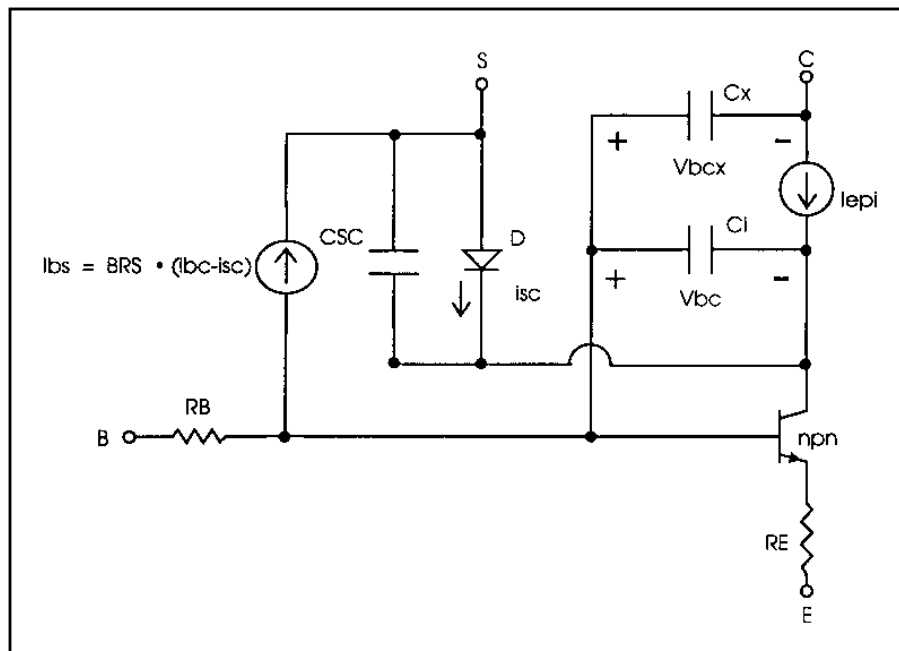 S
C
Cx
+
-
Vbcx
Iepi
CSC
D
Ci
Ibs = BRS • (Ibc-isc)
+
-
isc
Vbc
RB
B
npn
RE
E